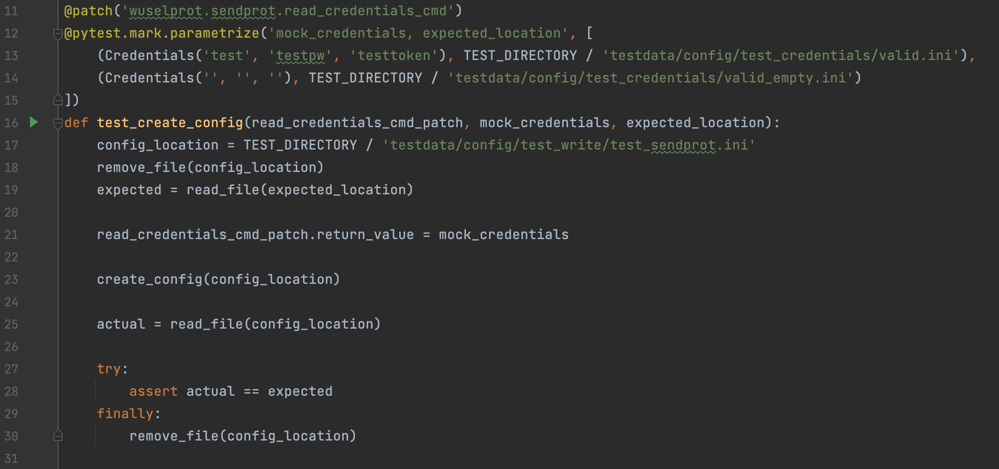 11 @patch('wuselprot.sendprot.read_credentials_cmd')
12 @pytest.mark.parametrize('mock_credentials, expected_location', [
13     (Credentials('test', 'testpw', 'testtoken'), TEST_DIRECTORY / 'testdata/config/test_credentials/valid.ini'),
14     (Credentials('', '', ''), TEST_DIRECTORY / 'testdata/config/test_credentials/valid_empty.ini')
15 ])
16 def test_create_config(read_credentials_cmd_patch, mock_credentials, expected_location):
17     config_location = TEST_DIRECTORY / 'testdata/config/test_write/test_sendprot.ini'
18     remove_file(config_location)
19     expected = read_file(expected_location)
20
21     read_credentials_cmd_patch.return_value = mock_credentials
22
23     create_config(config_location)
24
25     actual = read_file(config_location)
26
27     try:
28         assert actual == expected
29     finally:
30         remove_file(config_location)
31